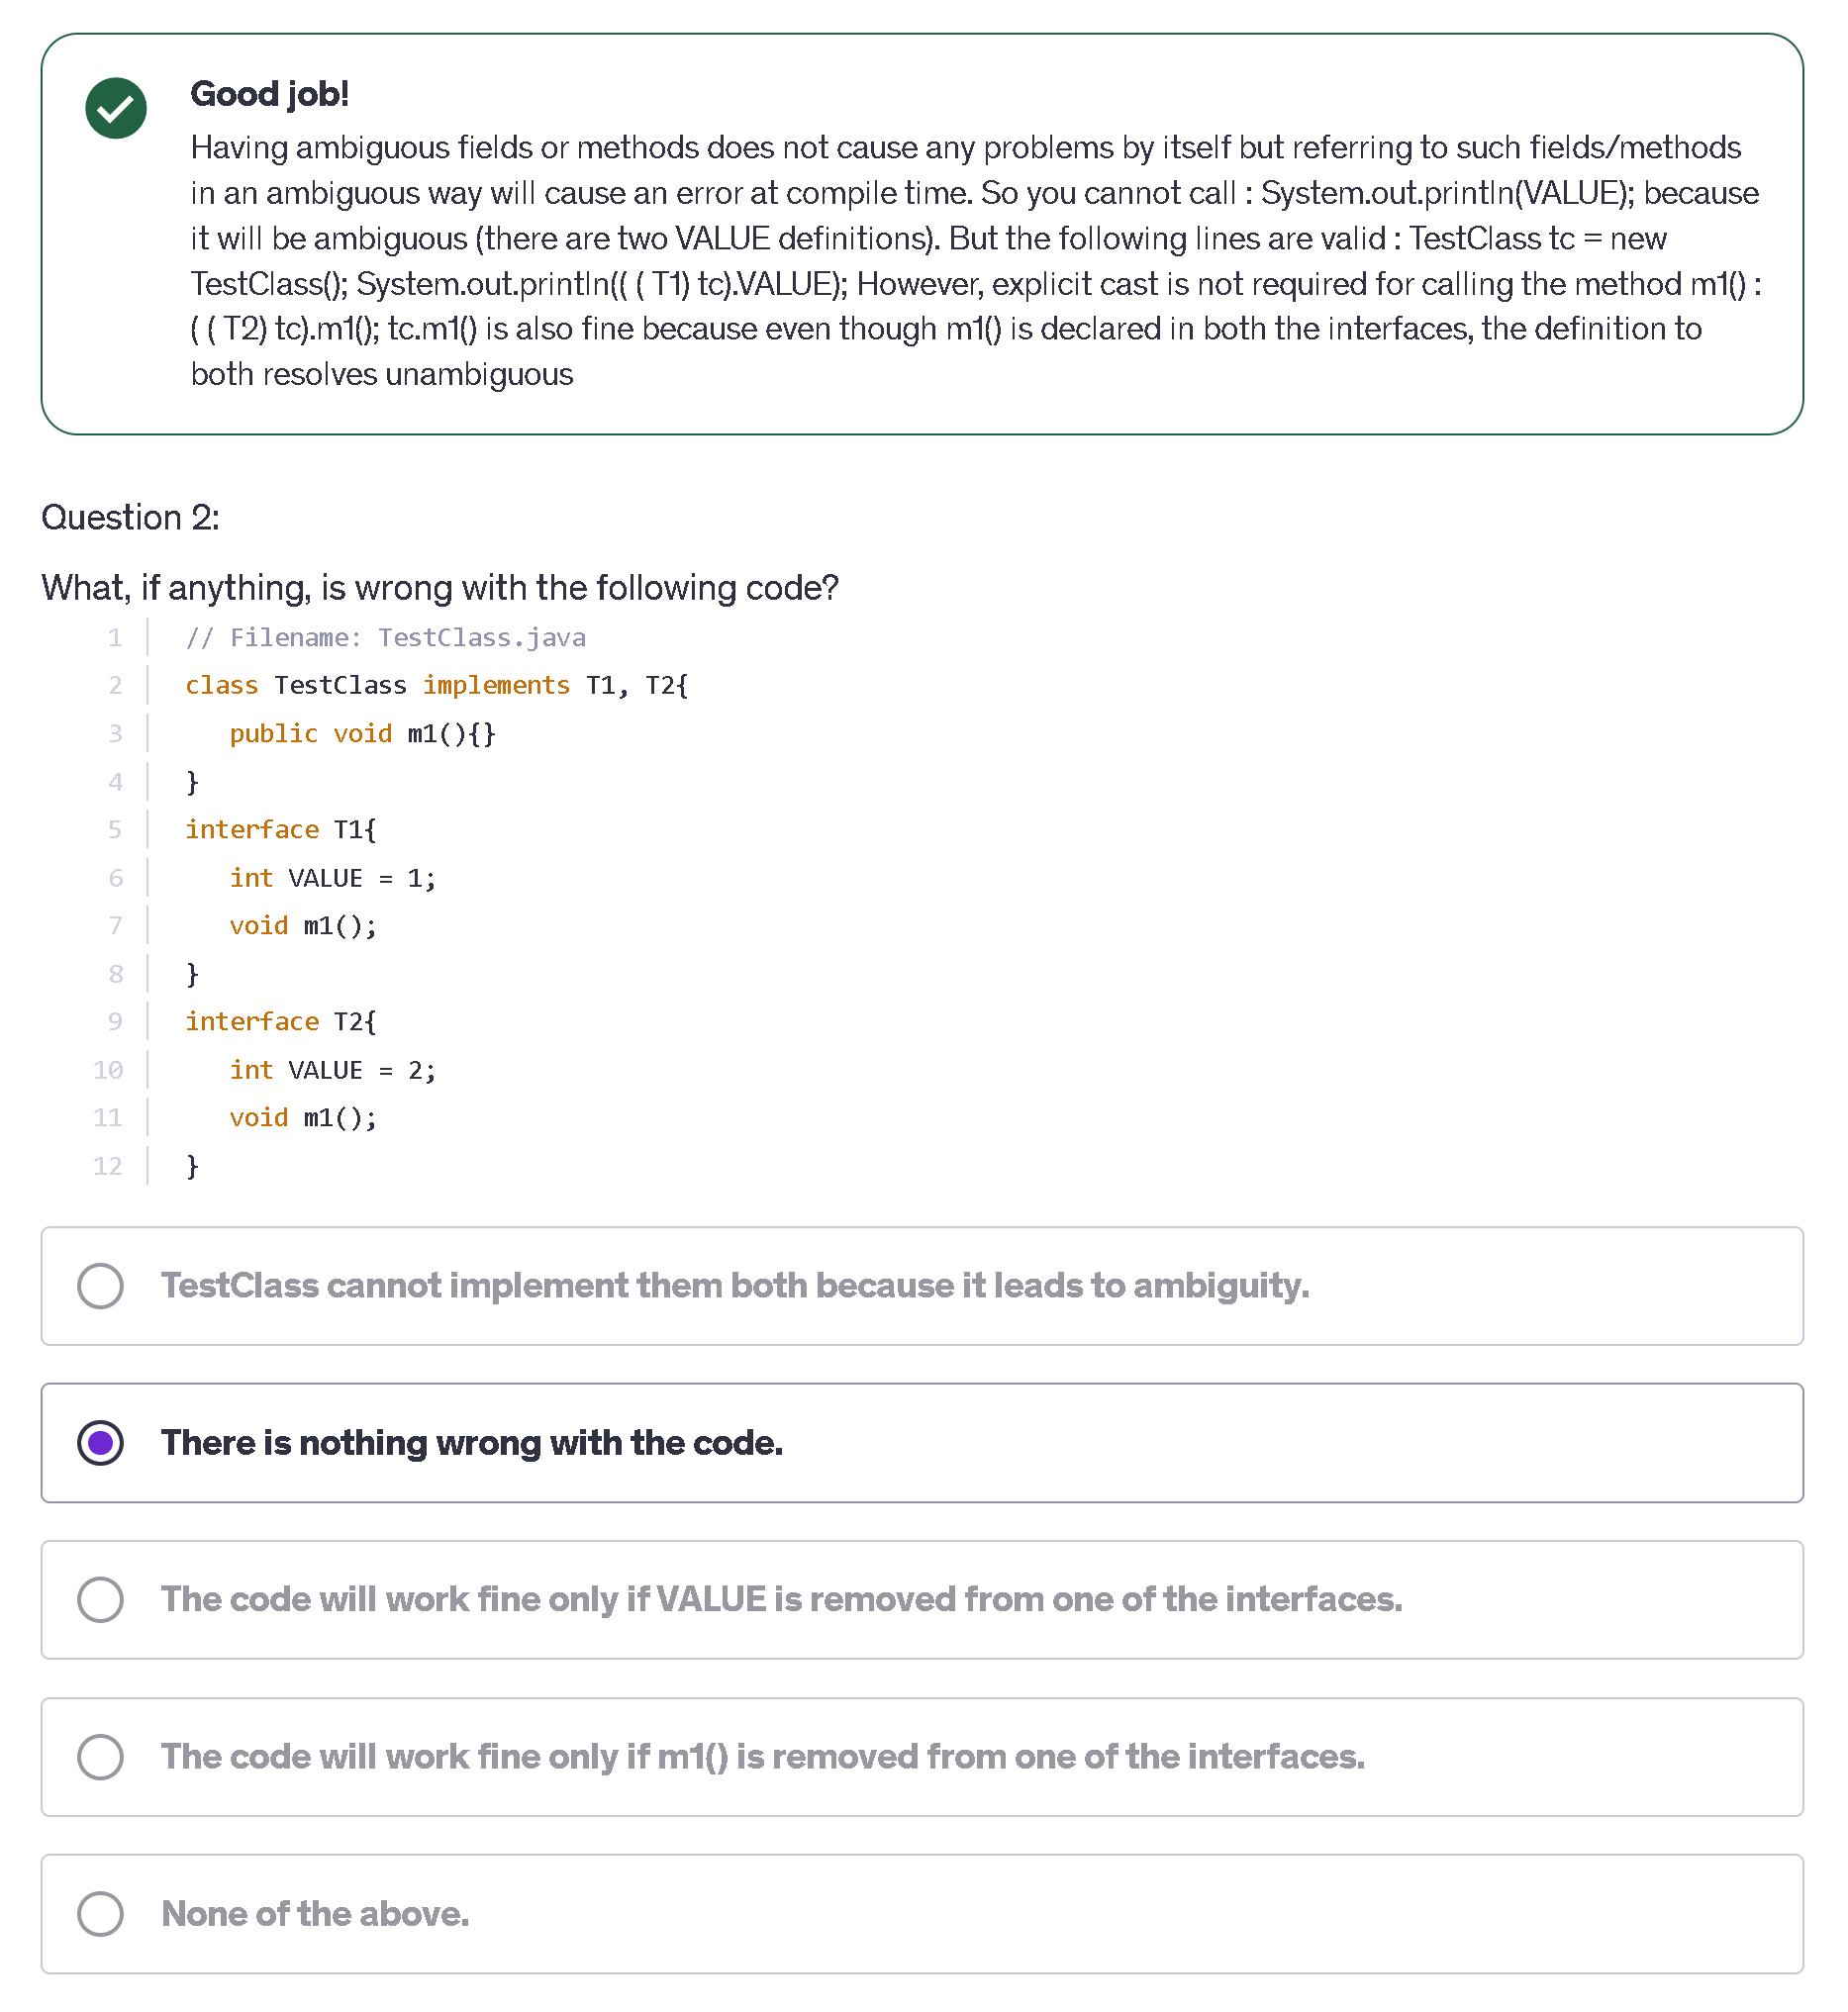 Good job!
Having ambiguous fields or methods does not cause any problems by itself but referring to such fields/methods
in an ambiguous way will cause an error at compile time. So you cannot call : System.out.println(VALUE); because
it will be ambiguous (there are two VALUE definitions). But the following lines are valid : TestClass tc = new
TestClass(); System.out.println(( ( T1) tc).VALUE); However, explicit cast is not required for calling the method m1() :
( ( T2) tc).m1(); tc.m1() is also fine because even though m1() is declared in both the interfaces, the definition to
both resolves unambiguous
Question 2:
What, if anything, is wrong with the following code?
1 // Filename: TestClass.java
2 class TestClass implements T1, T2{
3    public void m1(){}
4 }
5 interface T1{
6    int VALUE = 1;
7    void m1();
8 }
9 interface T2{
10    int VALUE = 2;
11    void m1();
12 }
TestClass cannot implement them both because it leads to ambiguity.
There is nothing wrong with the code.
The code will work fine only if VALUE is removed from one of the interfaces.
The code will work fine only if m1() is removed from one of the interfaces.
None of the above.